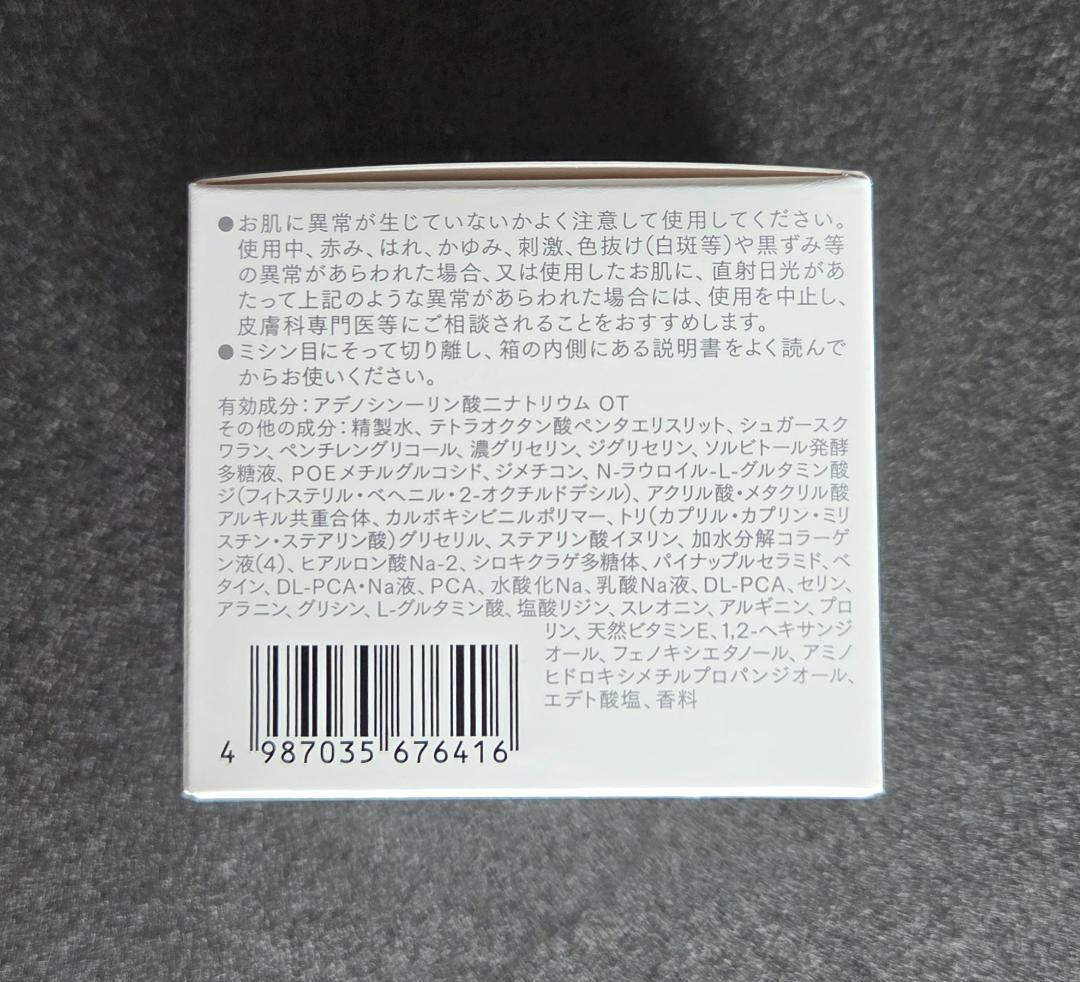 ●お肌に異常が生じていないかよく注意して使用してください。
使用中、赤み、はれ、かゆみ、刺激、色抜け(白斑等)や黒ずみ等
の異常があらわれた場合、又は使用したお肌に、直射日光があ
たって上記のような異常があらわれた場合には、使用を中止し、
皮膚科専門医等にご相談されることをおすすめします。
●ミシン目にそって切り離し、箱の内側にある説明書をよく読んで
からお使いください。
有効成分：アデノシン一リン酸二ナトリウム OT
その他の成分：精製水、テトラオクタン酸ペンタエリスリット、シュガースク
ワラン、ペンチレングリコール、濃グリセリン、ジグリセリン、ソルビトール発酵
多糖液、POEメチルグルコシド、ジメチコン、N-ラウロイル-L-グルタミン酸
ジ(フィトステリル・ベヘニル・2-オクチルドデシル)、アクリル酸・メタクリル酸
アルキル共重合体、カルボキシビニルポリマー、トリ(カプリル・カプリン・ミリ
スチン・ステアリン酸)グリセリル、ステアリン酸イヌリン、加水分解コラーゲ
ン液(4)、ヒアルロン酸Na-2、シロキクラゲ多糖体、パイナップルセラミド、ベ
タイン、DL-PCA・Na液、PCA、水酸化Na、乳酸Na液、DL-PCA、セリン、
アラニン、グリシン、L-グルタミン酸、塩酸リジン、スレオニン、アルギニン、プロ
リン、天然ビタミンE、1,2-ヘキサンジ
オール、フェノキシエタノール、アミノ
ヒドロキシメチルプロパンジオール、
エデト酸塩、香料
4 987035 676416